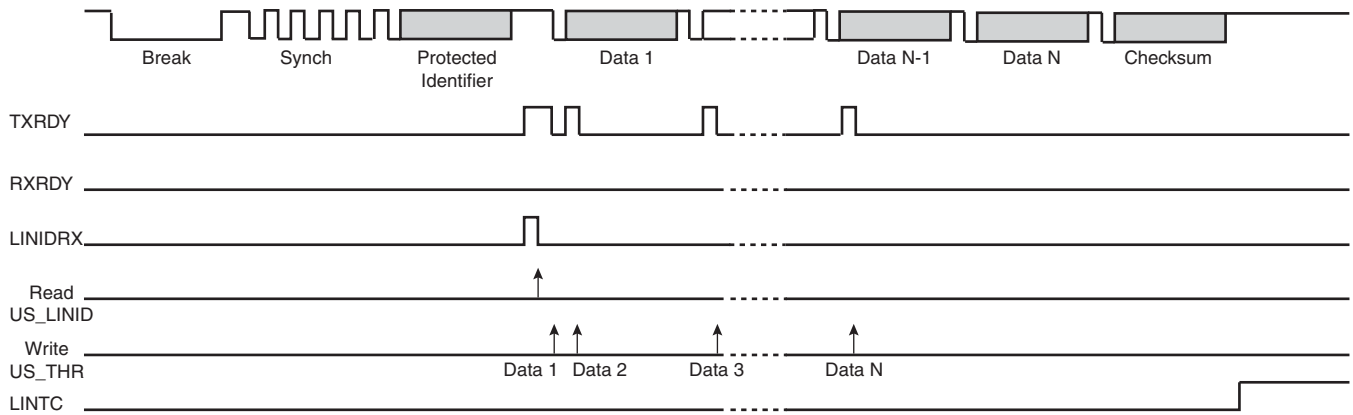 Break Synch Protected Data 1 Data N-1 Data N Checksum
Identifier
TXRDY
RXRDY
LINIDRX
Read
US_LINID
Write
US_THR Data 1 Data 2 Data 3 Data N
LINTC